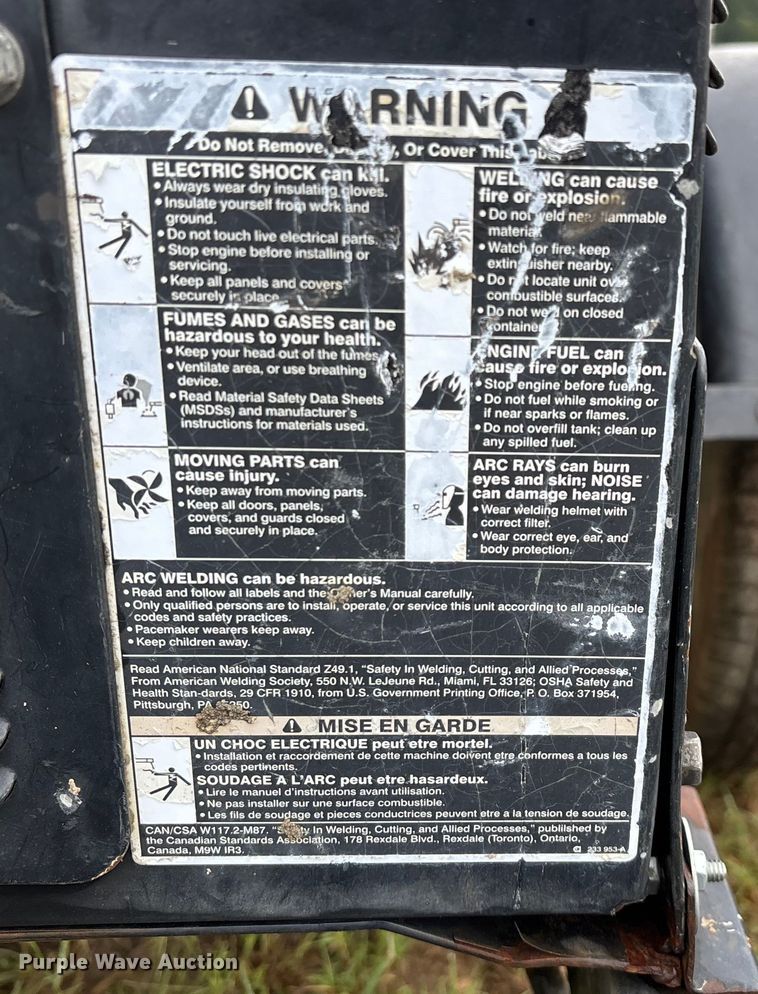 WARNING
Do Not Remove, Or Cover This
ELECTRIC SHOCK can kill.
• Always wear dry insulating gloves.
• Insulate yourself from work and
ground.
• Do not touch live electrical parts.
• Stop engine before installing or
servicing.
• Keep all panels and covers
securely in place.
WELDING can cause
fire or explosion.
• Do not weld near flammable
material.
• Watch for fire; keep
extinguisher nearby.
• Do not locate unit over
combustible surfaces.
• Do not weld on closed
container
FUMES AND GASES can be
hazardous to your health.
• Keep your head out of the fumes.
• Ventilate area, or use breathing
device.
• Read Material Safety Data Sheets
(MSDSs) and manufacturer's
instructions for materials used.
ENGINE FUEL can
cause fire or explosion.
• Stop engine before fueling.
• Do not fuel while smoking or
if near sparks or flames.
• Do not overfill tank; clean up
any spilled fuel.
MOVING PARTS can
cause injury.
• Keep away from moving parts.
• Keep all doors, panels,
covers, and guards closed
and securely in place.
ARC RAYS can burn
eyes and skin; NOISE
can damage hearing.
• Wear welding helmet with
correct filter.
• Wear correct eye, ear, and
body protection.
ARC WELDING can be hazardous.
• Read and follow all labels and the Owner's Manual carefully.
• Only qualified persons are to install, operate, or service this unit according to all applicable
codes and safety practices.
• Pacemaker wearers keep away.
• Keep children away.
Read American National Standard Z49.1, "Safety In Welding, Cutting, and Allied Processes,"
From American Welding Society, 550 N.W. LeJeune Rd., Miami, FL 33126; OSHA Safety and
Health Stan-dards, 29 CFR 1910, from U.S. Government Printing Office, P. O. Box 371954,
Pittsburgh, PA
MISE EN GARDE
UN CHOC ELECTRIQUE peut etre mortel.
• Installation et raccordement de cette machine doivent etre conformes a tous les
codes pertinents.
SOUDAGE A L'ARC peut etre hasardeux.
• Lire le manuel d'instructions avant utilisation.
• Ne pas installer sur une surface combustible.
• Les fils de soudage et pieces conductrices peuvent etre a la tension de soudage.
CAN/CSA W117.2-M87. "Safety In Welding, Cutting, and Allied Processes," publilshed by
the Canadian Standards Association, 178 Rexdale Blvd., Rexdale (Toronto), Ontario,
Canada, M9W IR3.
233 953-A
Purple Wave Auction